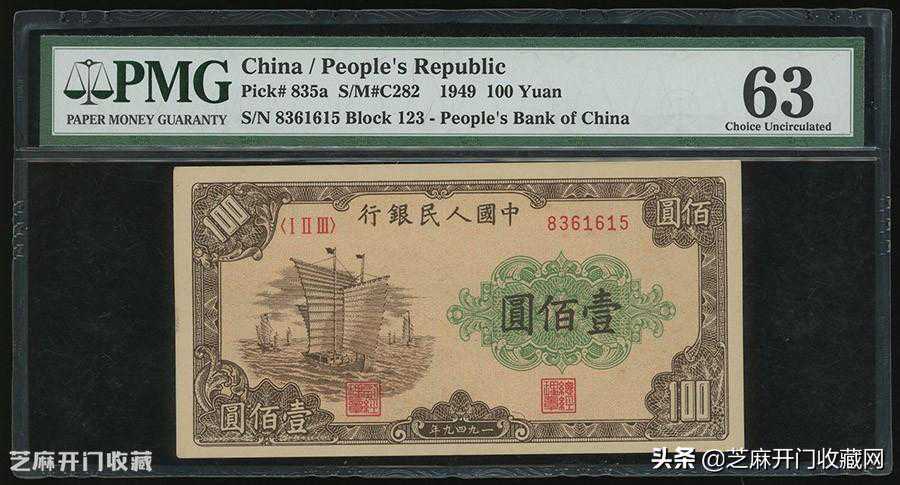 PMG
PAPER MONEY GUARANTY
China / People's Republic
Pick# 835a S/M#C282 1949 100 Yuan
S/N 8361615 Block 123 - People's Bank of China
63
Choice Uncirculated
100
行銀民人國中
〈ⅠⅡⅢ〉
8361615
圓佰
圓佰壹
圓佰壹
年九四九一
100
芝麻开门收藏
头条 @芝麻开门收藏网